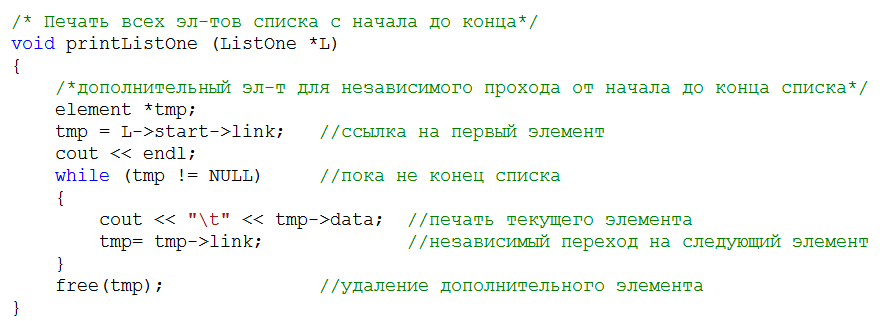 /* Печать всех эл-тов списка с начала до конца*/
void printListOne (ListOne *L)
{
    /*дополнительный эл-т для независимого прохода от начала до конца списка*/
    element *tmp;
    tmp = L->start->link;   //ссылка на первый элемент
    cout << endl;
    while (tmp != NULL)     //пока не конец списка
    {
        cout << "\t" << tmp->data;  //печать текущего элемента
        tmp= tmp->link;             //независимый переход на следующий элемент
    }
    free(tmp);              //удаление дополнительного элемента
}